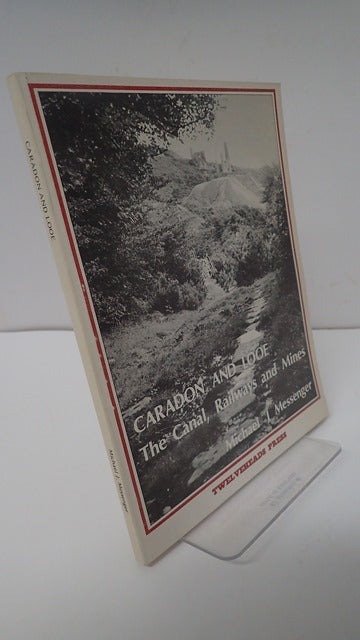 CARADON AND LOOE
The Canal, Railways and Mines
Michael J. Messenger
TWELVEHEADS PRESS
CARADON AND LOOE
Michael J. Messenger